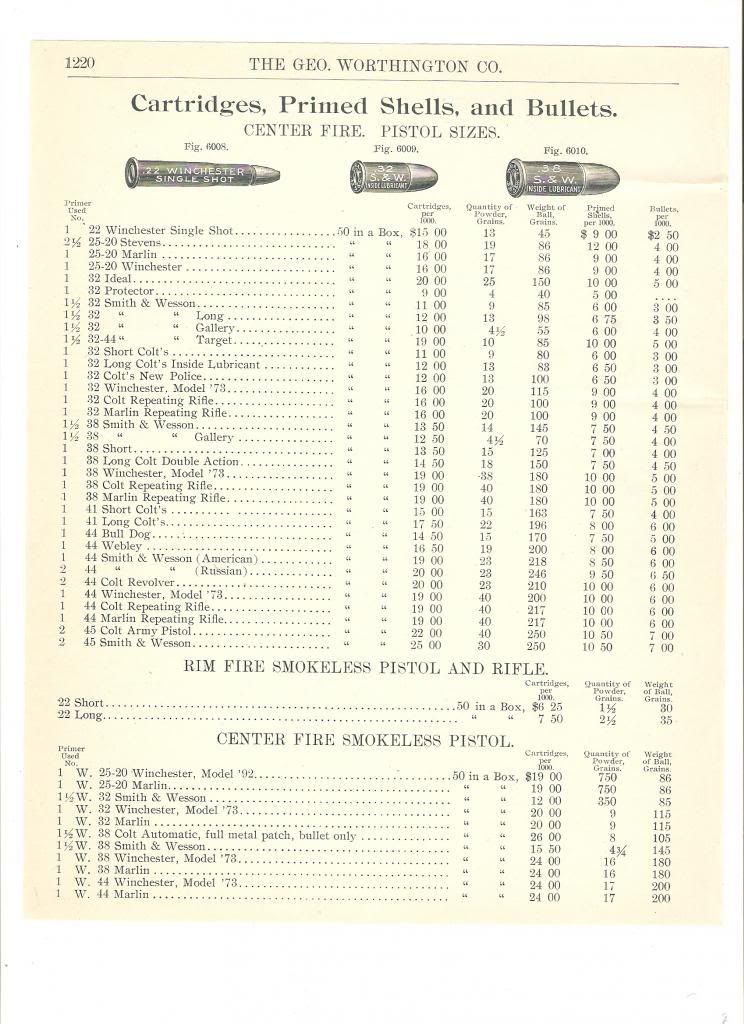 1220 THE GEO. WORTHINGTON CO.
Cartridges, Primed Shells, and Bullets.
CENTER FIRE. PISTOL SIZES.
Fig. 6008. Fig. 6009. Fig. 6010.
.22 WINCHESTER SINGLE SHOT
32 S.&W. INSIDE LUBRICANT
.38 S.&W. INSIDE LUBRICANT
Primer Used No. Cartridges, per 1000. Quantity of Powder, Grains. Weight of Ball, Grains. Primed Shells, per 1000. Bullets, per 1000.
1 22 Winchester Single Shot 50 in a Box, $15 00 13 45 $ 9 00 $2 50
2½ 25-20 Stevens " " 18 00 19 86 12 00 4 00
1 25-20 Marlin " " 16 00 17 86 9 00 4 00
1 25-20 Winchester " " 16 00 17 86 9 00 4 00
1 32 Ideal " " 20 00 25 150 10 00 5 00
1 32 Protector " " 9 00 4 40 5 00 ....
1½ 32 Smith & Wesson " " 11 00 9 85 6 00 3 00
1½ 32 " " Long " " 12 00 13 98 6 75 3 50
1½ 32 " " Gallery " " 10 00 4½ 55 6 00 4 00
1½ 32-44 " " Target " " 19 00 10 85 10 00 5 00
1 32 Short Colt's " " 11 00 9 80 6 00 3 00
1 32 Long Colt's Inside Lubricant " " 12 00 13 83 6 50 3 00
1 32 Colt's New Police " " 12 00 13 100 6 50 3 00
1 32 Winchester, Model '73 " " 16 00 20 115 9 00 4 00
1 32 Colt Repeating Rifle " " 16 00 20 100 9 00 4 00
1 32 Marlin Repeating Rifle " " 16 00 20 100 9 00 4 00
1½ 38 Smith & Wesson " " 13 50 14 145 7 50 4 50
1½ 38 " " Gallery " " 12 50 4½ 70 7 50 4 00
1 38 Short " " 13 50 15 125 7 00 4 00
1 38 Long Colt Double Action " " 14 50 18 150 7 50 4 50
1 38 Winchester, Model '73 " " 19 00 38 180 10 00 5 00
1 38 Colt Repeating Rifle " " 19 00 40 180 10 00 5 00
1 38 Marlin Repeating Rifle " " 19 00 40 180 10 00 5 00
1 41 Short Colt's " " 15 00 15 163 7 50 4 00
1 41 Long Colt's " " 17 50 22 196 8 00 6 00
1 44 Bull Dog " " 14 50 15 170 7 50 5 00
1 44 Webley " " 16 50 19 200 8 00 6 00
1 44 Smith & Wesson (American) " " 19 00 23 218 8 50 6 00
2 44 " " (Russian) " " 20 00 23 246 9 50 6 50
2 44 Colt Revolver " " 20 00 23 210 10 00 6 00
1 44 Winchester, Model '73 " " 19 00 40 200 10 00 6 00
1 44 Colt Repeating Rifle " " 19 00 40 217 10 00 6 00
1 44 Marlin Repeating Rifle " " 19 00 40 217 10 00 6 00
2 45 Colt Army Pistol " " 22 00 40 250 10 50 7 00
2 45 Smith & Wesson " " 25 00 30 250 10 50 7 00
RIM FIRE SMOKELESS PISTOL AND RIFLE.
Cartridges, per 1000. Quantity of Powder, Grains. Weight of Ball, Grains.
22 Short 50 in a Box, $6 25 1½ 30
22 Long " " 7 50 2½ 35
CENTER FIRE SMOKELESS PISTOL.
Primer Used No. Cartridges, per 1000. Quantity of Powder, Grains. Weight of Ball, Grains.
1 W. 25-20 Winchester, Model '92 50 in a Box, $19 00 750 86
1 W. 25-20 Marlin " " 19 00 750 86
1½ W. 32 Smith & Wesson " " 12 00 350 85
1 W. 32 Winchester, Model '73 " " 20 00 9 115
1 W. 32 Marlin " " 20 00 9 115
1½ W. 38 Colt Automatic, full metal patch, bullet only " " 26 00 8 105
1½ W. 38 Smith & Wesson " " 15 50 4¾ 145
1 W. 38 Winchester, Model '73 " " 24 00 16 180
1 W. 38 Marlin " " 24 00 16 180
1 W. 44 Winchester, Model '73 " " 24 00 17 200
1 W. 44 Marlin " " 24 00 17 200